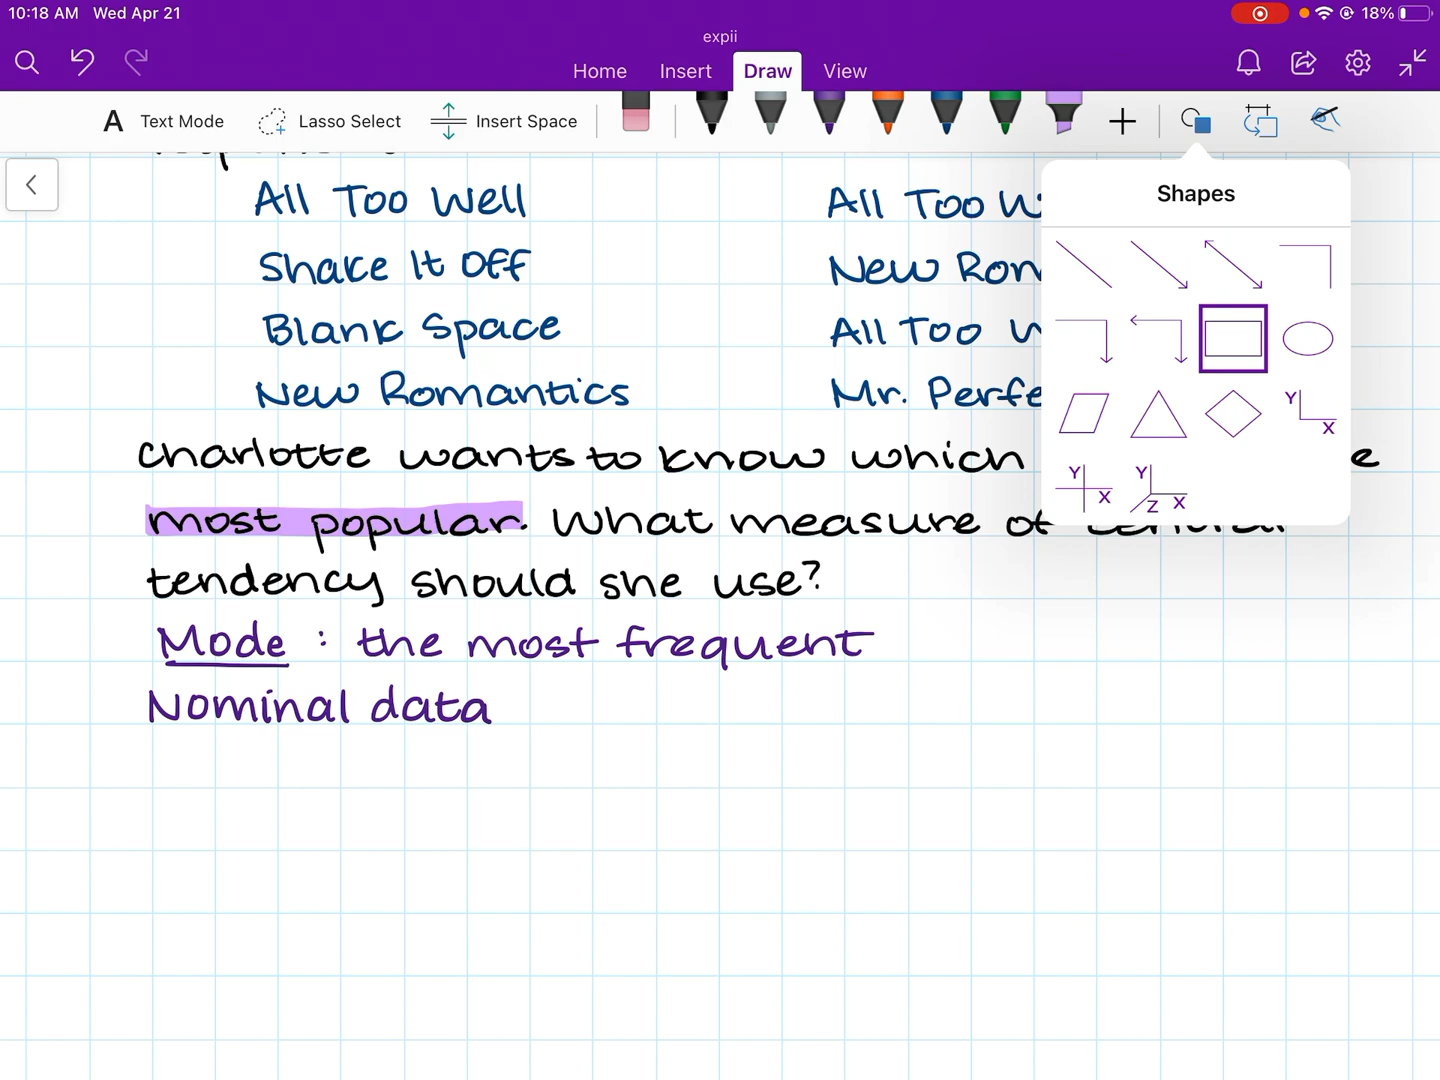 10:18 AM Wed Apr 21
18%
expii
Home Insert Draw View
A Text Mode Lasso Select Insert Space
Shapes
All Too Well
Shake It Off
Blank Space
New Romantics
All Too W
New Rom
All Too W
Mr. Perfe
Y X
Y X
Y Z X
Charlotte wants to know which e
most popular. What measure of central
tendency should she use?
Mode : the most frequent
Nominal data